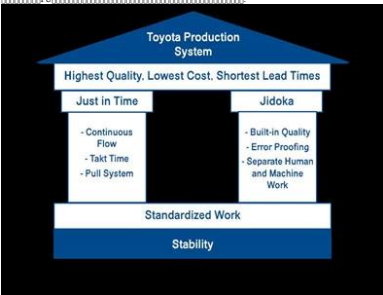 Toyota Production
System
Highest Quality, Lowest Cost, Shortest Lead Times
Just in Time
- Continuous
Flow
- Takt Time
- Pull System
Jidoka
- Built-in Quality
- Error Proofing
- Separate Human
and Machine
Work
Standardized Work
Stability